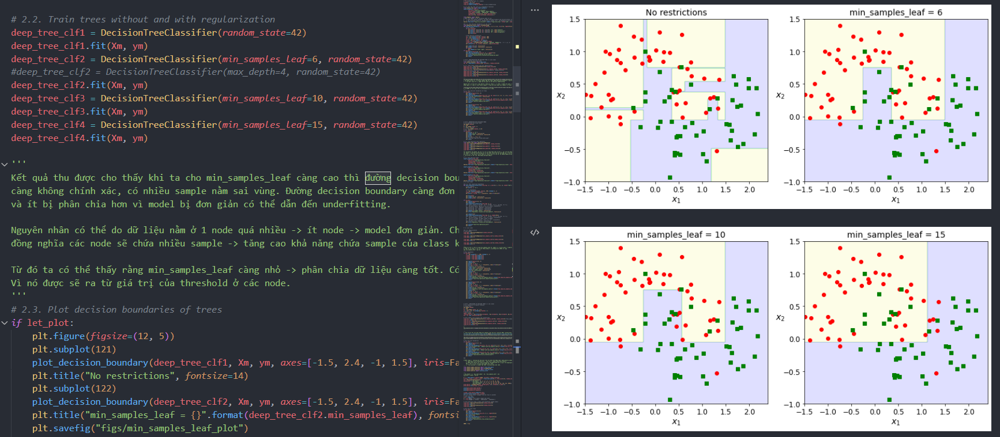 # 2.2. Train trees without and with regularization
deep_tree_clf1 = DecisionTreeClassifier(random_state=42)
deep_tree_clf1.fit(Xm, ym)
deep_tree_clf2 = DecisionTreeClassifier(min_samples_leaf=6, random_state=42)
#deep_tree_clf2 = DecisionTreeClassifier(max_depth=4, random_state=42)
deep_tree_clf2.fit(Xm, ym)
deep_tree_clf3 = DecisionTreeClassifier(min_samples_leaf=10, random_state=42)
deep_tree_clf3.fit(Xm, ym)
deep_tree_clf4 = DecisionTreeClassifier(min_samples_leaf=15, random_state=42)
deep_tree_clf4.fit(Xm, ym)
'''
Kết quả thu được cho thấy khi ta cho min_samples_leaf càng cao thì đường decision bou
càng không chính xác, có nhiều sample nằm sai vùng. Đường decision boundary càng đơn
và ít bị phân chia hơn vì model bị đơn giản có thể dẫn đến underfitting.
Nguyên nhân có thể do dữ liệu nằm ở 1 node quá nhiều -> ít node -> model đơn giản. Ch
đồng nghĩa các node sẽ chứa nhiều sample -> tăng cao khả năng chứa sample của class k
Từ đó ta có thể thấy rằng min_samples_leaf càng nhỏ -> phân chia dữ liệu càng tốt. Có
Vì nó được sẽ ra từ giá trị của threshold ở các node.
'''
# 2.3. Plot decision boundaries of trees
if let_plot:
plt.figure(figsize=(12, 5))
plt.subplot(121)
plot_decision_boundary(deep_tree_clf1, Xm, ym, axes=[-1.5, 2.4, -1, 1.5], iris=Fa
plt.title("No restrictions", fontsize=14)
plt.subplot(122)
plot_decision_boundary(deep_tree_clf2, Xm, ym, axes=[-1.5, 2.4, -1, 1.5], iris=Fa
plt.title("min_samples_leaf = {}".format(deep_tree_clf2.min_samples_leaf), fontsi
plt.savefig("figs/min_samples_leaf_plot")
No restrictions
1.5
1.0
0.5
x2
0.0
−0.5
−1.0
−1.5 −1.0 −0.5 0.0 0.5 1.0 1.5 2.0
x1
min_samples_leaf = 6
1.5
1.0
0.5
x2
0.0
−0.5
−1.0
−1.5 −1.0 −0.5 0.0 0.5 1.0 1.5 2.0
x1
min_samples_leaf = 10
1.5
1.0
0.5
x2
0.0
−0.5
−1.0
−1.5 −1.0 −0.5 0.0 0.5 1.0 1.5 2.0
x1
min_samples_leaf = 15
1.5
1.0
0.5
x2
0.0
−0.5
−1.0
−1.5 −1.0 −0.5 0.0 0.5 1.0 1.5 2.0
x1